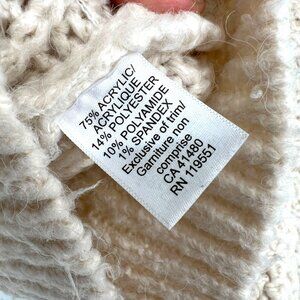 75% ACRYLIC/
ACRYLIQUE
14% POLYESTER
10% POLYAMIDE
1% SPANDEX
Exclusive of trim/
Garniture non
comprise
CA 41480
RN 119551